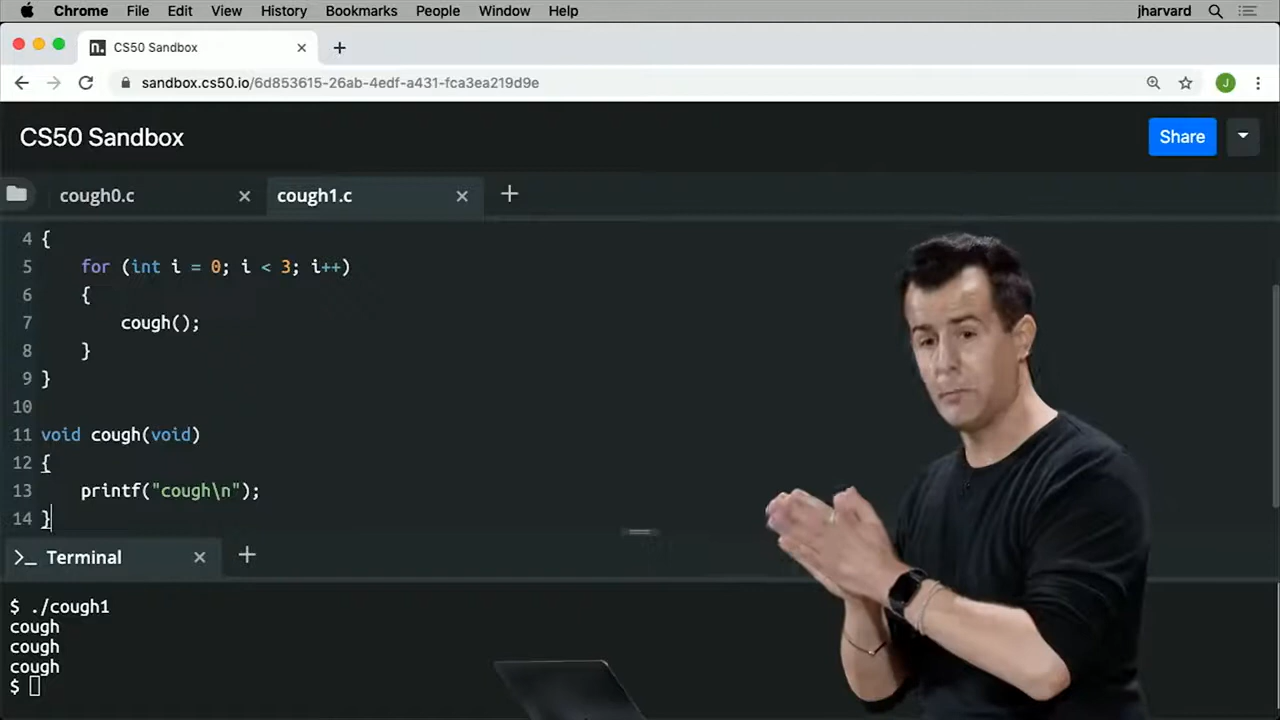 Chrome File Edit View History Bookmarks People Window Help jharvard
n. CS50 Sandbox
sandbox.cs50.io/6d853615-26ab-4edf-a431-fca3ea219d9e J
CS50 Sandbox Share
cough0.c cough1.c
4 {
5 for (int i = 0; i < 3; i++)
6 {
7 cough();
8 }
9 }
10
11 void cough(void)
12 {
13 printf("cough\n");
14 }
>_ Terminal
$ ./cough1
cough
cough
cough
$